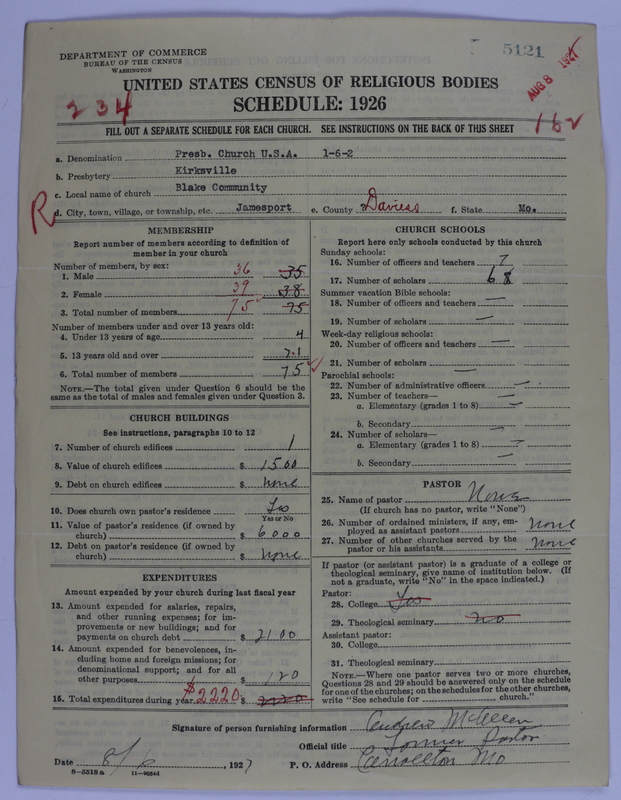 5121
AUG 8 1927
DEPARTMENT OF COMMERCE
BUREAU OF THE CENSUS
WASHINGTON
UNITED STATES CENSUS OF RELIGIOUS BODIES
SCHEDULE: 1926
234
162
FILL OUT A SEPARATE SCHEDULE FOR EACH CHURCH. SEE INSTRUCTIONS ON THE BACK OF THIS SHEET
a. Denomination Presb. Church U.S.A. 1-6-2
b. Presbytery Kirksville
c. Local name of church Blake Community
R
d. City, town, village, or township, etc. Jamesport e. County Daviess f. State Mo.
MEMBERSHIP
Report number of members according to definition of
member in your church
Number of members, by sex:
1. Male 36 35
2. Female 39 38
3. Total number of members 75 75
Number of members under and over 13 years old:
4. Under 13 years of age 4
5. 13 years old and over 71
6. Total number of members 75
NOTE.—The total given under Question 6 should be the
same as the total of males and females given under Question 3.
CHURCH BUILDINGS
See instructions, paragraphs 10 to 12
7. Number of church edifices 1
8. Value of church edifices $ 1500
9. Debt on church edifices $ none
10. Does church own pastor's residence Yes
Yes or No
11. Value of pastor's residence (if owned by
church) $ 6000
12. Debt on pastor's residence (if owned by
church) $ None
EXPENDITURES
Amount expended by your church during last fiscal year
13. Amount expended for salaries, repairs,
and other running expenses; for im-
provements or new buildings; and for
payments on church debt $ 2100
14. Amount expended for benevolences, in-
cluding home and foreign missions; for
denominational support; and for all
other purposes $ 120
15. Total expenditures during year $2220 $ 2120
CHURCH SCHOOLS
Report here only schools conducted by this church
Sunday schools:
16. Number of officers and teachers 7
17. Number of scholars 68
Summer vacation Bible schools:
18. Number of officers and teachers —
19. Number of scholars —
Week-day religious schools:
20. Number of officers and teachers —
21. Number of scholars —
Parochial schools:
22. Number of administrative officers —
23. Number of teachers—
a. Elementary (grades 1 to 8) —
b. Secondary —
24. Number of scholars—
a. Elementary (grades 1 to 8) —
b. Secondary —
PASTOR
25. Name of pastor None
(If church has no pastor, write "None")
26. Number of ordained ministers, if any, em-
ployed as assistant pastors None
27. Number of other churches served by the
pastor or his assistants None
If pastor (or assistant pastor) is a graduate of a college or
theological seminary, give name of institution below. (If
not a graduate, write "No" in the space indicated.)
Pastor:
28. College Yes
29. Theological seminary No
Assistant pastor:
30. College
31. Theological seminary
NOTE.—Where one pastor serves two or more churches,
Questions 28 and 29 should be answered only on the schedule
for one of the churches; on the schedules for the other churches,
write "See schedule for church."
Signature of person furnishing information Andrew
Official title Former Pastor
Date 8/6, 1927 P. O. Address Carrollton Mo
8-5518a